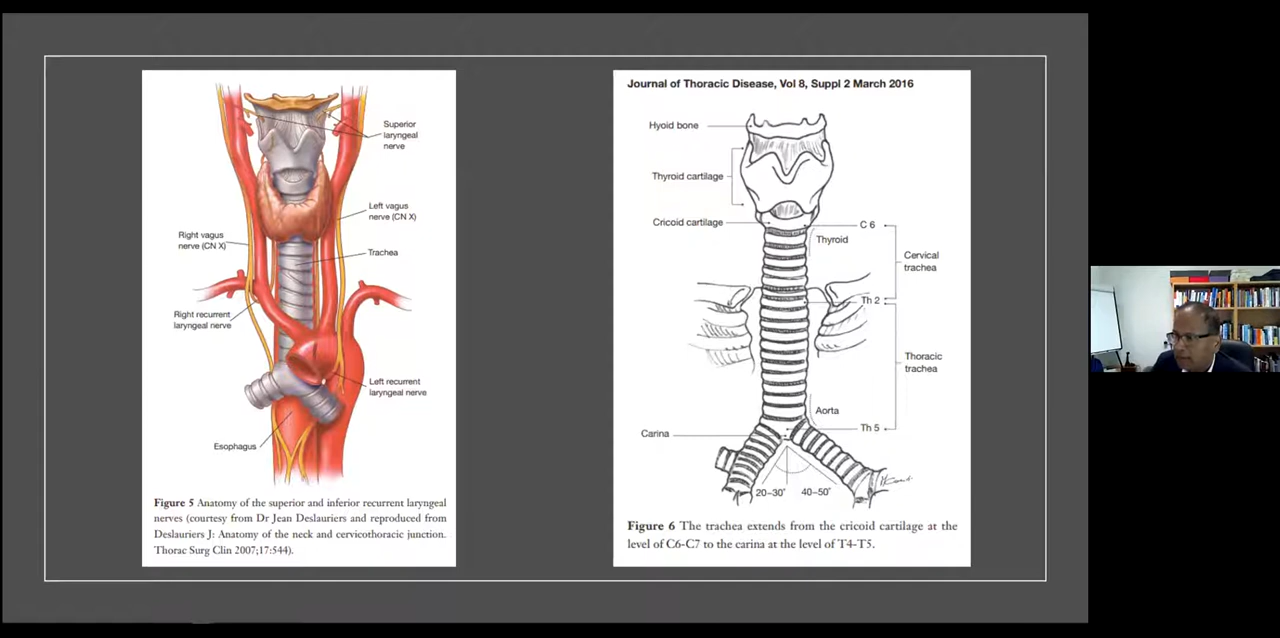 Superior
laryngeal
nerve
Left vagus
nerve (CN X)
Right vagus
nerve (CN X)
Trachea
Right recurrent
laryngeal nerve
Left recurrent
laryngeal nerve
Esophagus
Figure 5 Anatomy of the superior and inferior recurrent laryngeal
nerves (courtesy from Dr Jean Deslauriers and reproduced from
Deslauriers J: Anatomy of the neck and cervicothoracic junction.
Thorac Surg Clin 2007;17:544).
Journal of Thoracic Disease, Vol 8, Suppl 2 March 2016
Hyoid bone
Thyroid cartilage
Cricoid cartilage
C 6
Thyroid
Cervical
trachea
Th 2
Thoracic
trachea
Aorta
Th 5
Carina
20–30°
40–50°
Figure 6 The trachea extends from the cricoid cartilage at the
level of C6-C7 to the carina at the level of T4-T5.